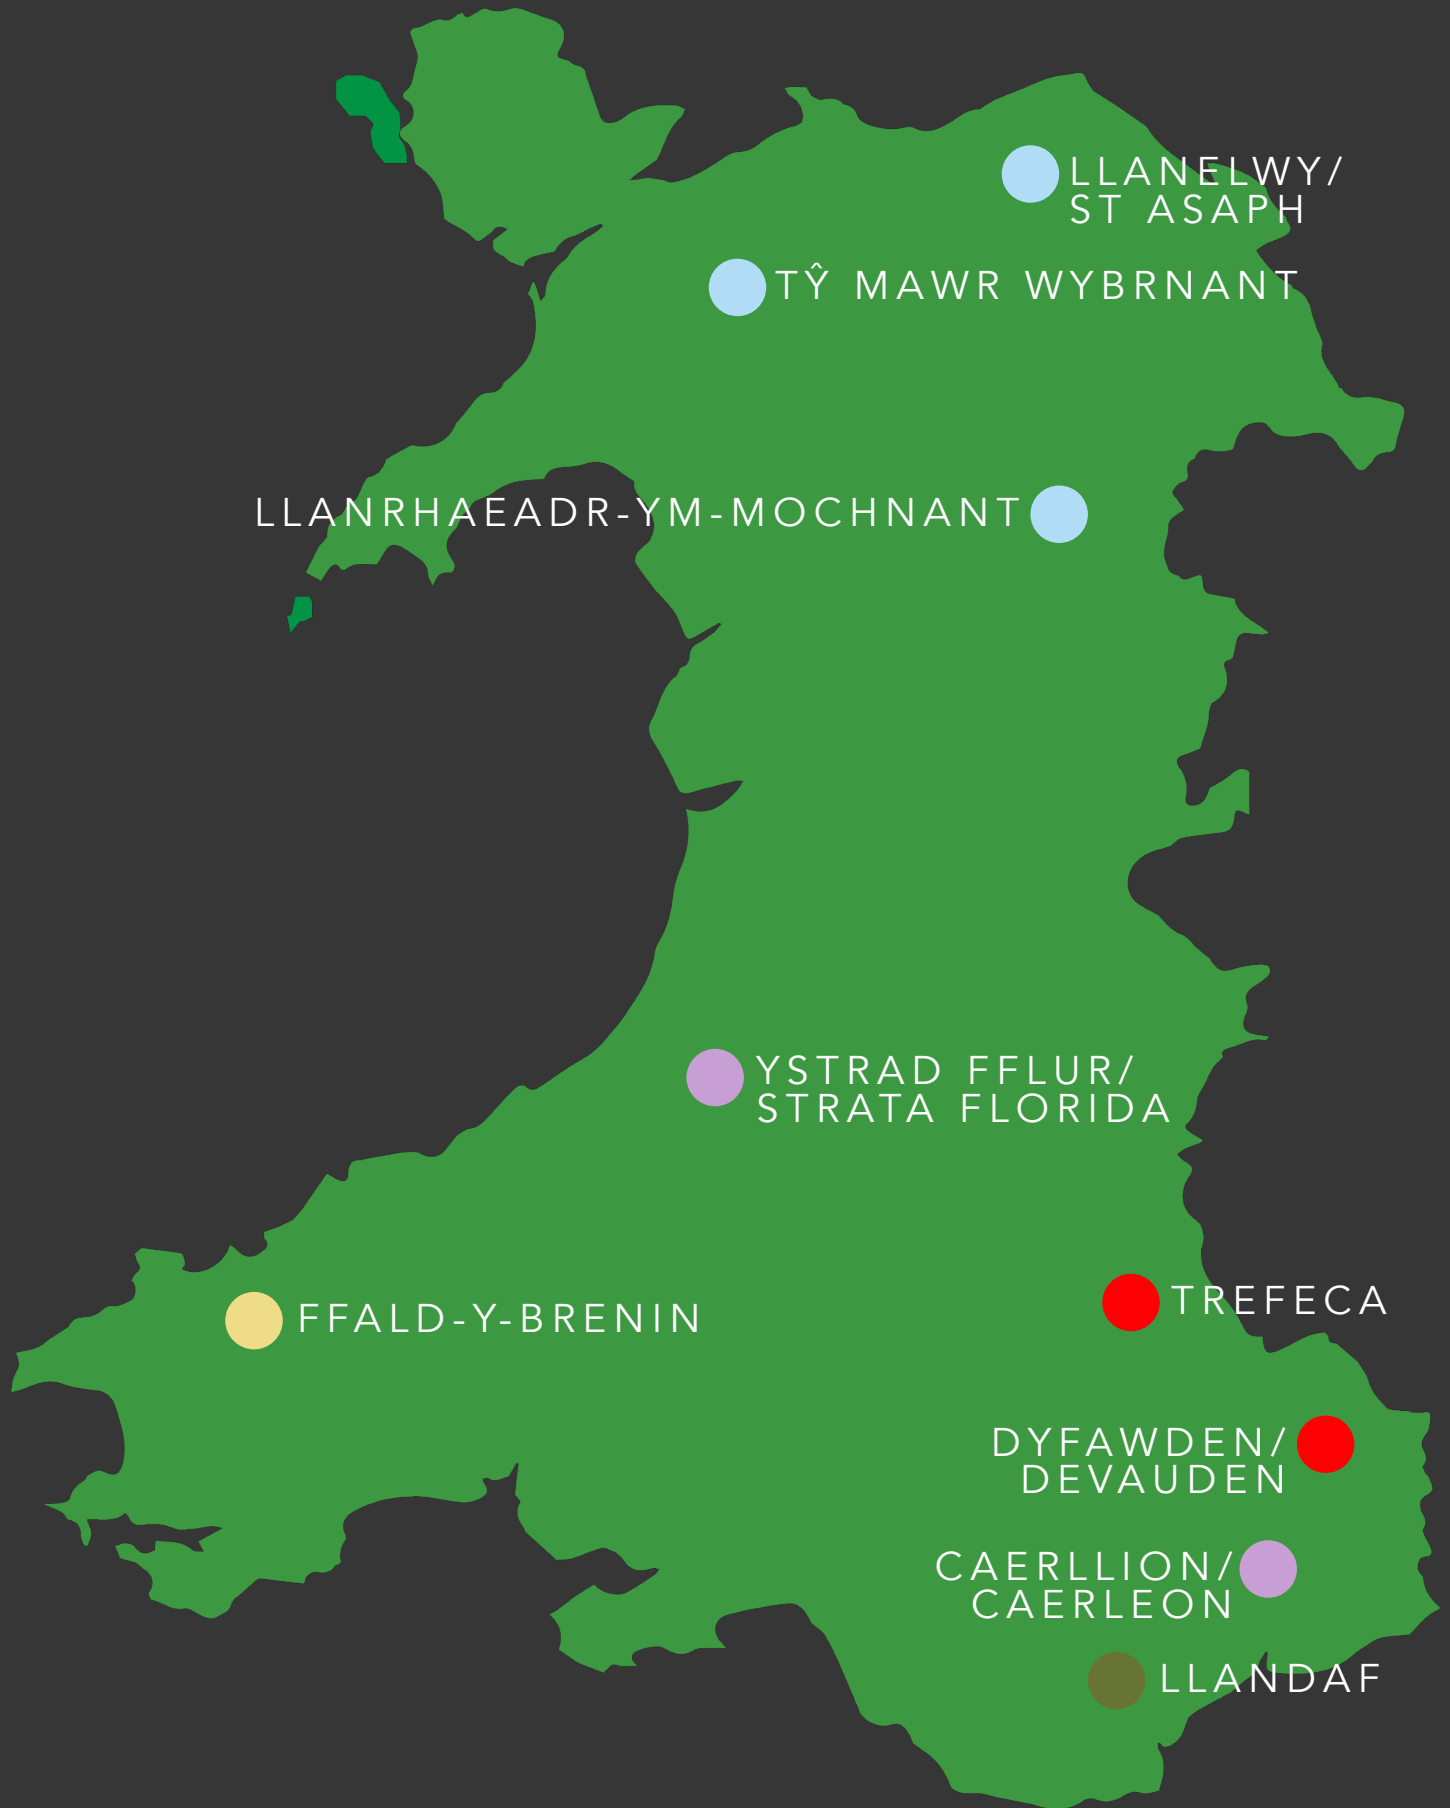 LLANELWY/
ST ASAPH
TŶ MAWR WYBRNANT
LLANRHAEADR-YM-MOCHNANT
YSTRAD FFLUR/
STRATA FLORIDA
TREFECA
FFALD-Y-BRENIN
DYFAWDEN/
DEVAUDEN
CAERLLION/
CAERLEON
LLANDAF